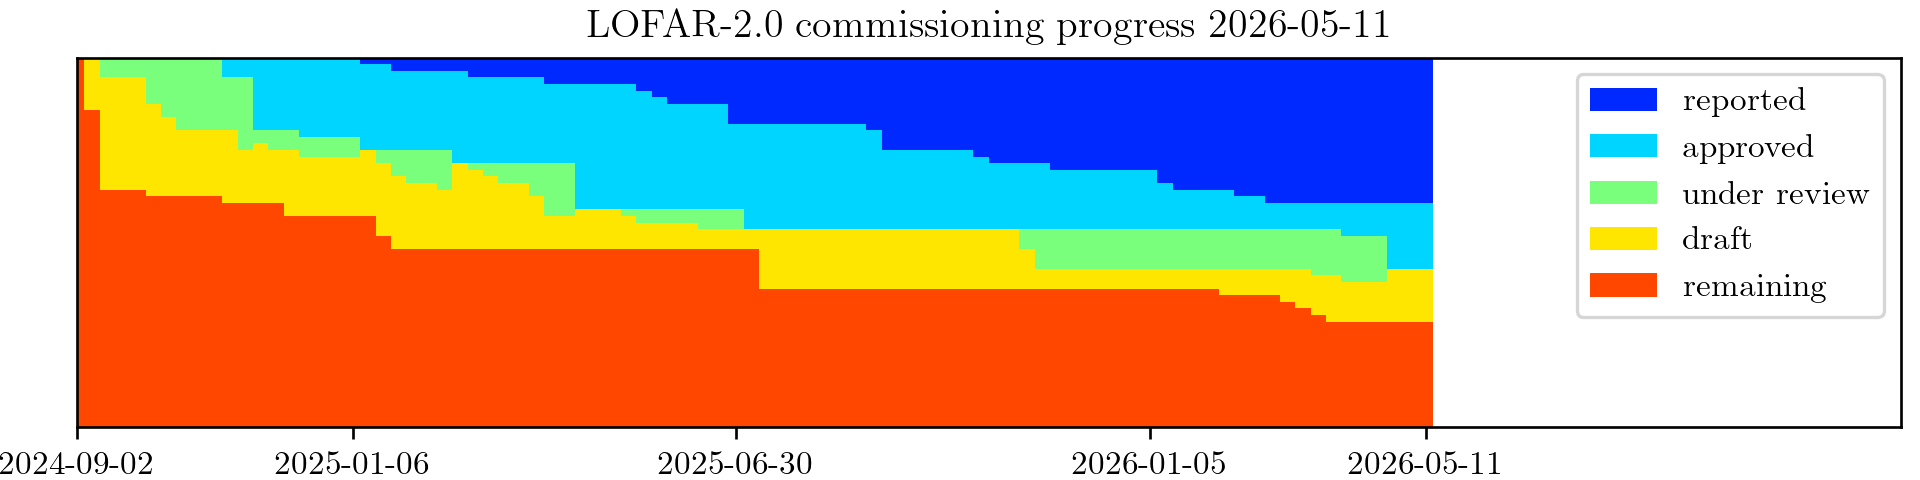 LOFAR-2.0 commissioning progress 2026-05-11
reported
approved
under review
draft
remaining
2024-09-02
2025-01-06
2025-06-30
2026-01-05
2026-05-11